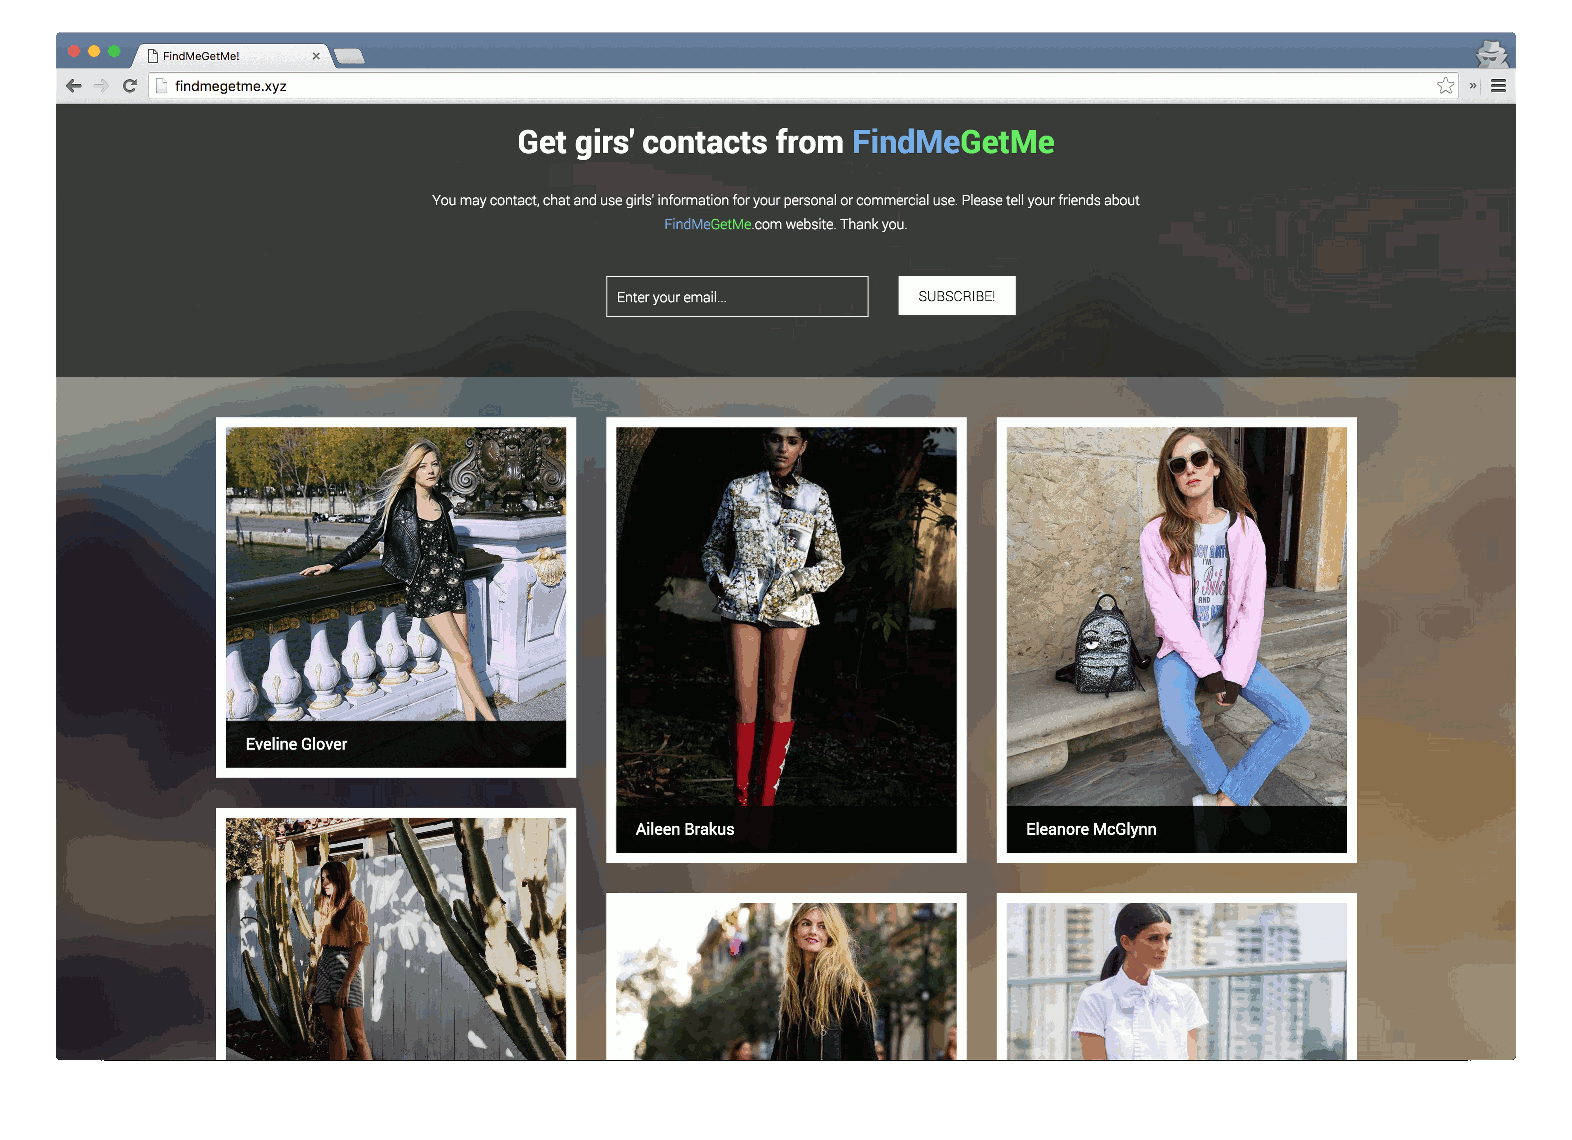 FindMeGetMe!
findmegetme.xyz
Get girs' contacts from FindMeGetMe
You may contact, chat and use girls' information for your personal or commercial use. Please tell your friends about
FindMeGetMe.com website. Thank you.
Enter your email...
SUBSCRIBE!
Eveline Glover
Aileen Brakus
Eleanore McGlynn
I'M
AND